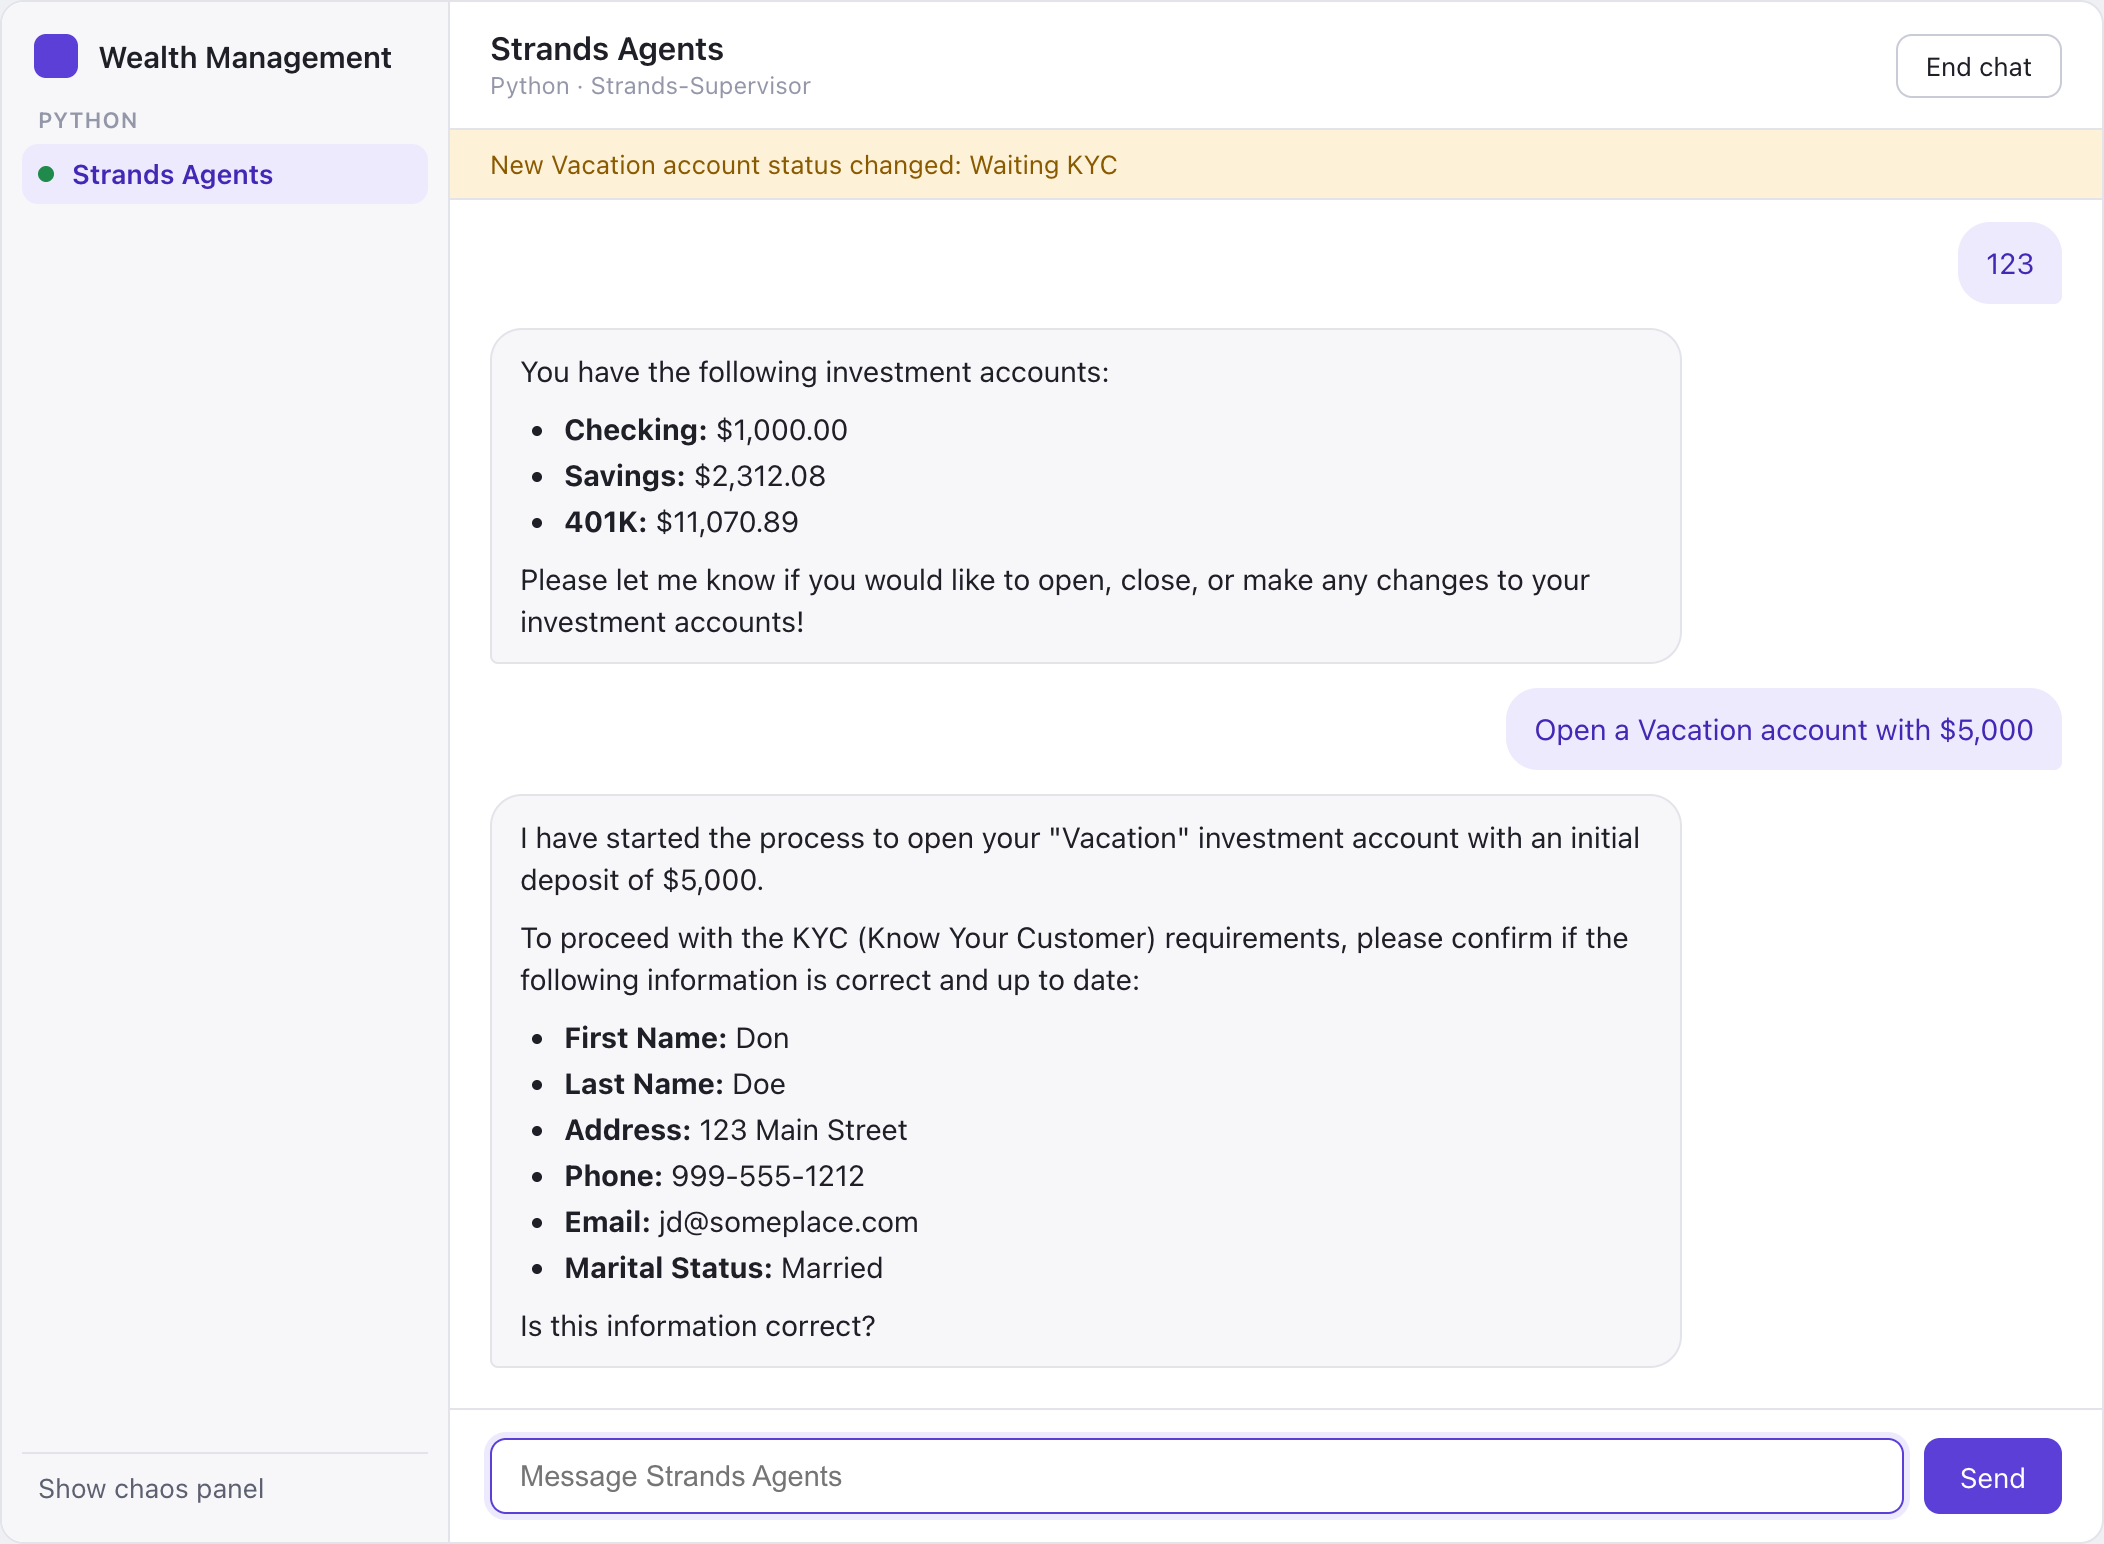 Wealth Management
PYTHON
Strands Agents
Show chaos panel
Strands Agents
Python · Strands-Supervisor
End chat
New Vacation account status changed: Waiting KYC
123
You have the following investment accounts:
• Checking: $1,000.00
• Savings: $2,312.08
• 401K: $11,070.89
Please let me know if you would like to open, close, or make any changes to your
investment accounts!
Open a Vacation account with $5,000
I have started the process to open your "Vacation" investment account with an initial
deposit of $5,000.
To proceed with the KYC (Know Your Customer) requirements, please confirm if the
following information is correct and up to date:
• First Name: Don
• Last Name: Doe
• Address: 123 Main Street
• Phone: 999-555-1212
• Email: jd@someplace.com
• Marital Status: Married
Is this information correct?
Message Strands Agents
Send